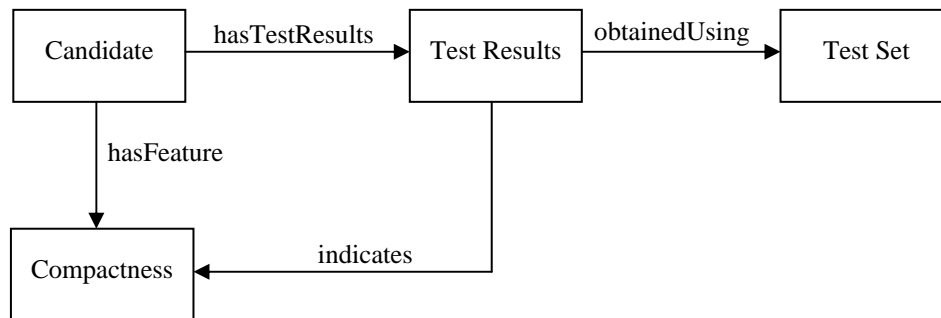 Candidate
hasTestResults
Test Results
obtainedUsing
Test Set
hasFeature
Compactness
indicates